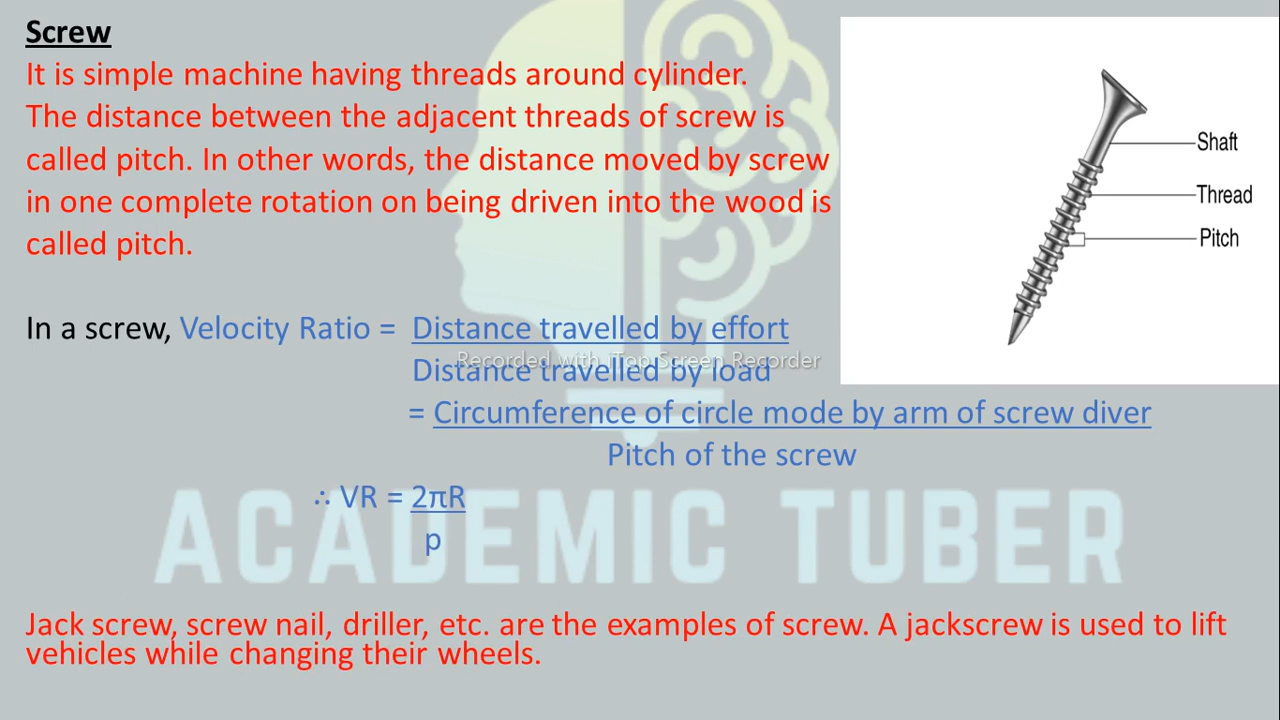 Screw
It is simple machine having threads around cylinder.
The distance between the adjacent threads of screw is
called pitch. In other words, the distance moved by screw
in one complete rotation on being driven into the wood is
called pitch.
Shaft
Thread
Pitch
In a screw, Velocity Ratio = Distance travelled by effort
Recorded with iTop Screen Recorder
Distance travelled by load
= Circumference of circle mode by arm of screw diver
Pitch of the screw
∴ VR = 2πR
p
ACADEMIC TUBER
Jack screw, screw nail, driller, etc. are the examples of screw. A jackscrew is used to lift
vehicles while changing their wheels.